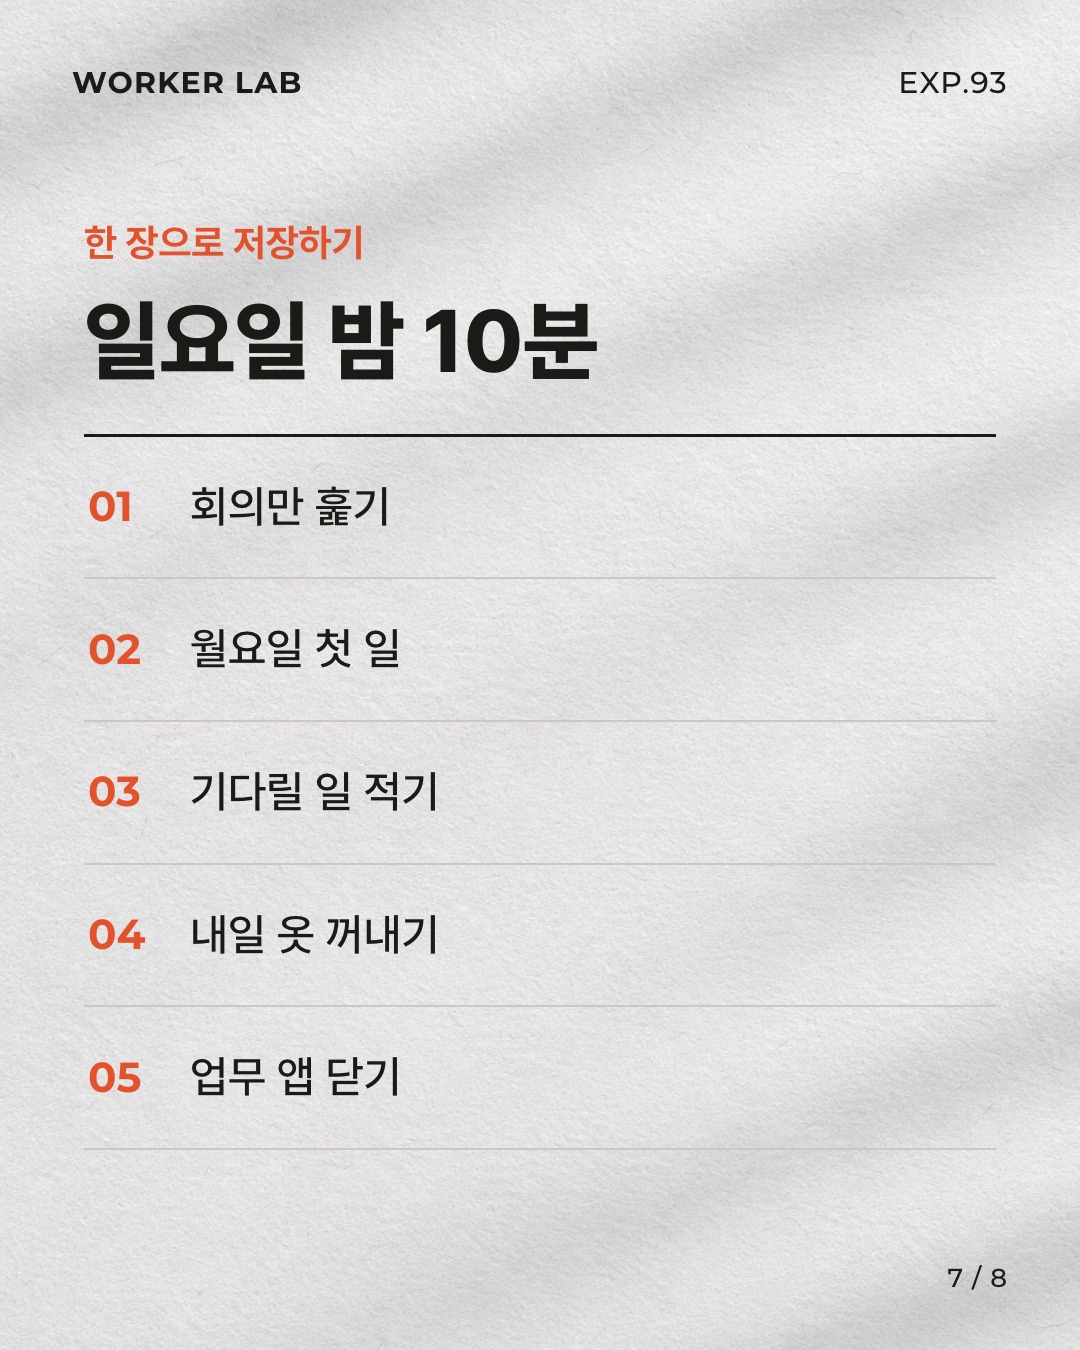 WORKER LAB
EXP.93
한 장으로 저장하기
일요일 밤 10분
01 회의만 훑기
02 월요일 첫 일
03 기다릴 일 적기
04 내일 옷 꺼내기
05 업무 앱 닫기
7 / 8